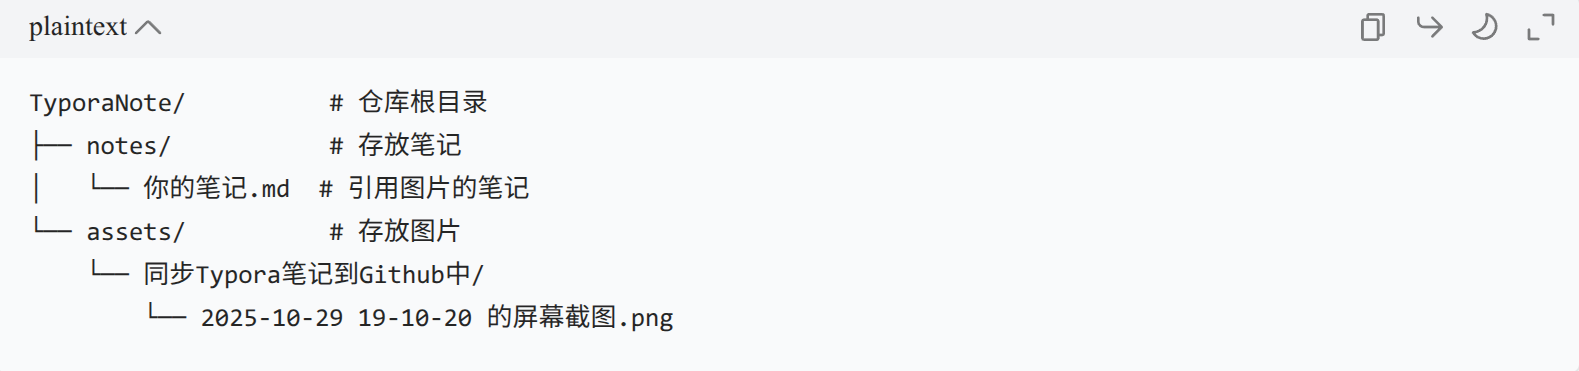 plaintext
TyporaNote/          # 仓库根目录
├── notes/           # 存放笔记
│   └── 你的笔记.md  # 引用图片的笔记
└── assets/          # 存放图片
    └── 同步Typora笔记到Github中/
        └── 2025-10-29 19-10-20 的屏幕截图.png